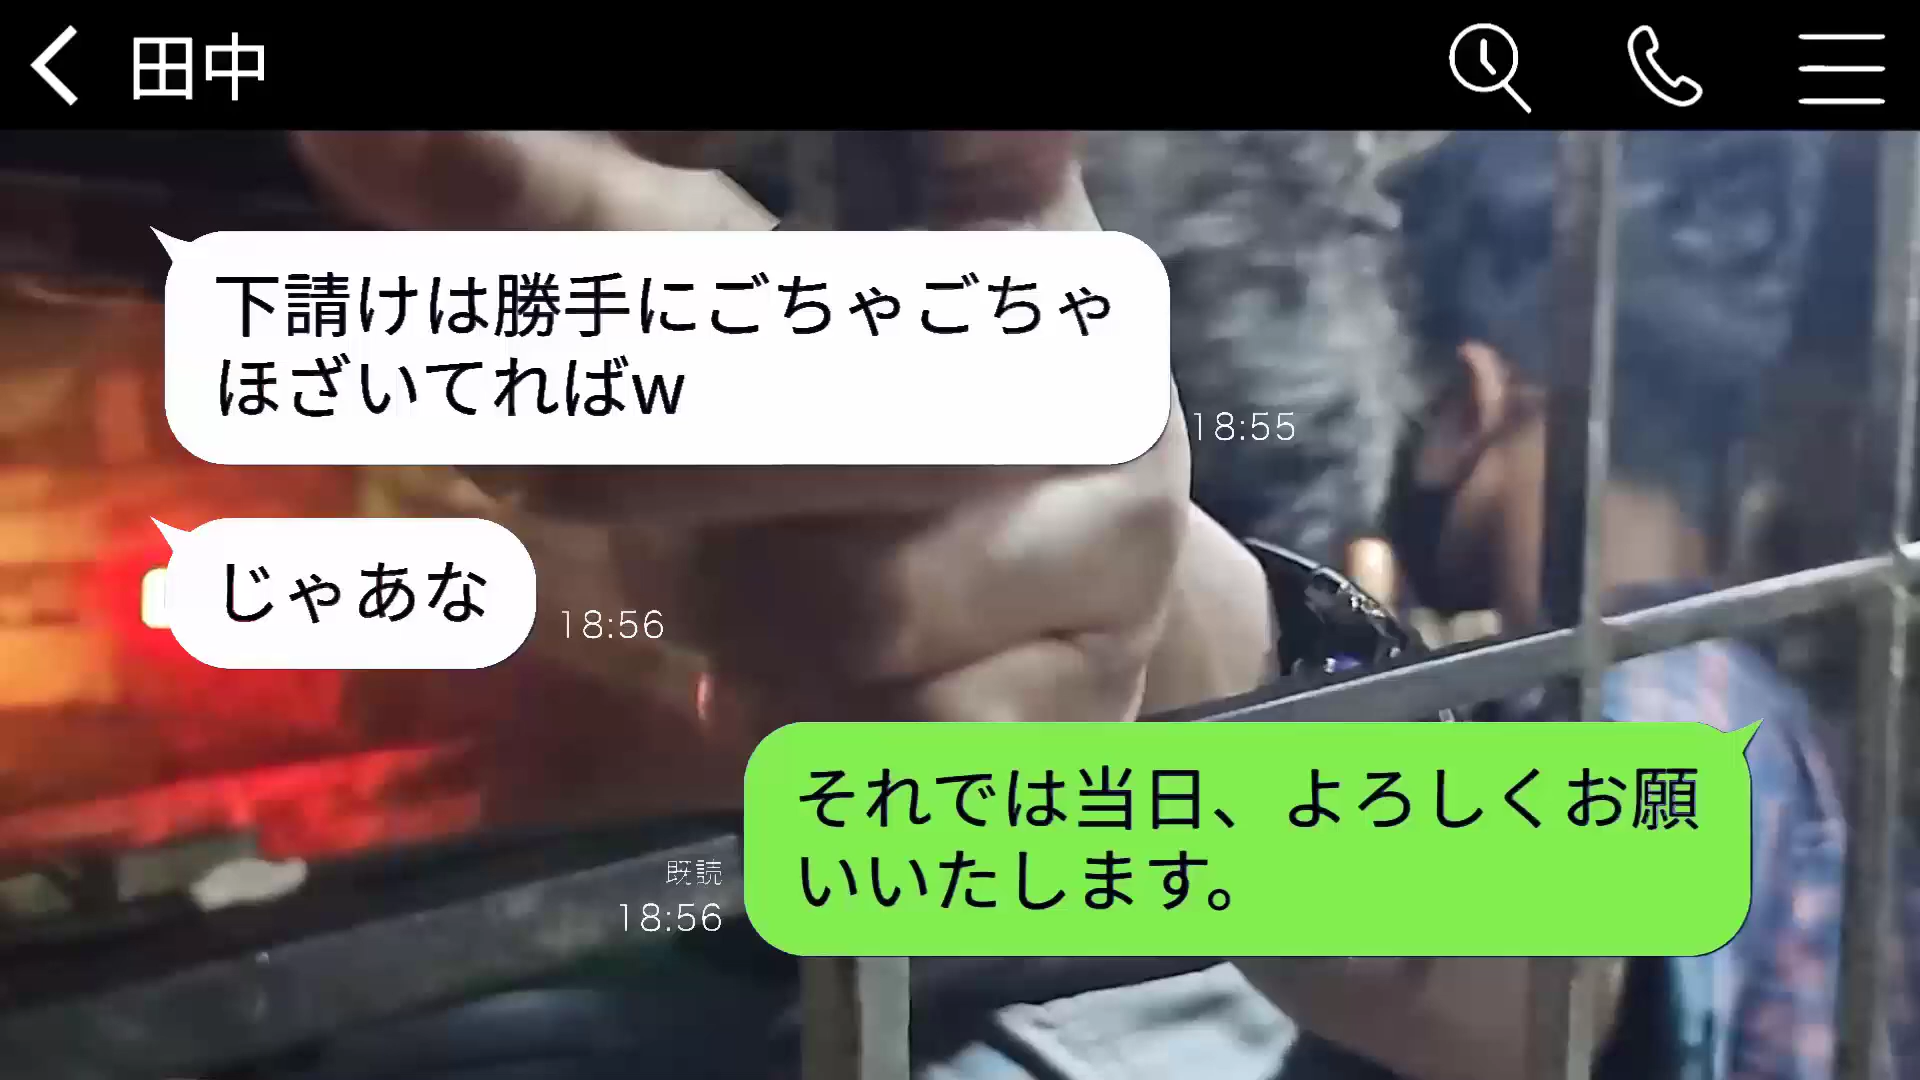 田中
下請けは勝手にごちゃごちゃ
ほざいてればw
18:55
じゃあな
18:56
それでは当日、よろしくお願
いいたします。
既読
18:56